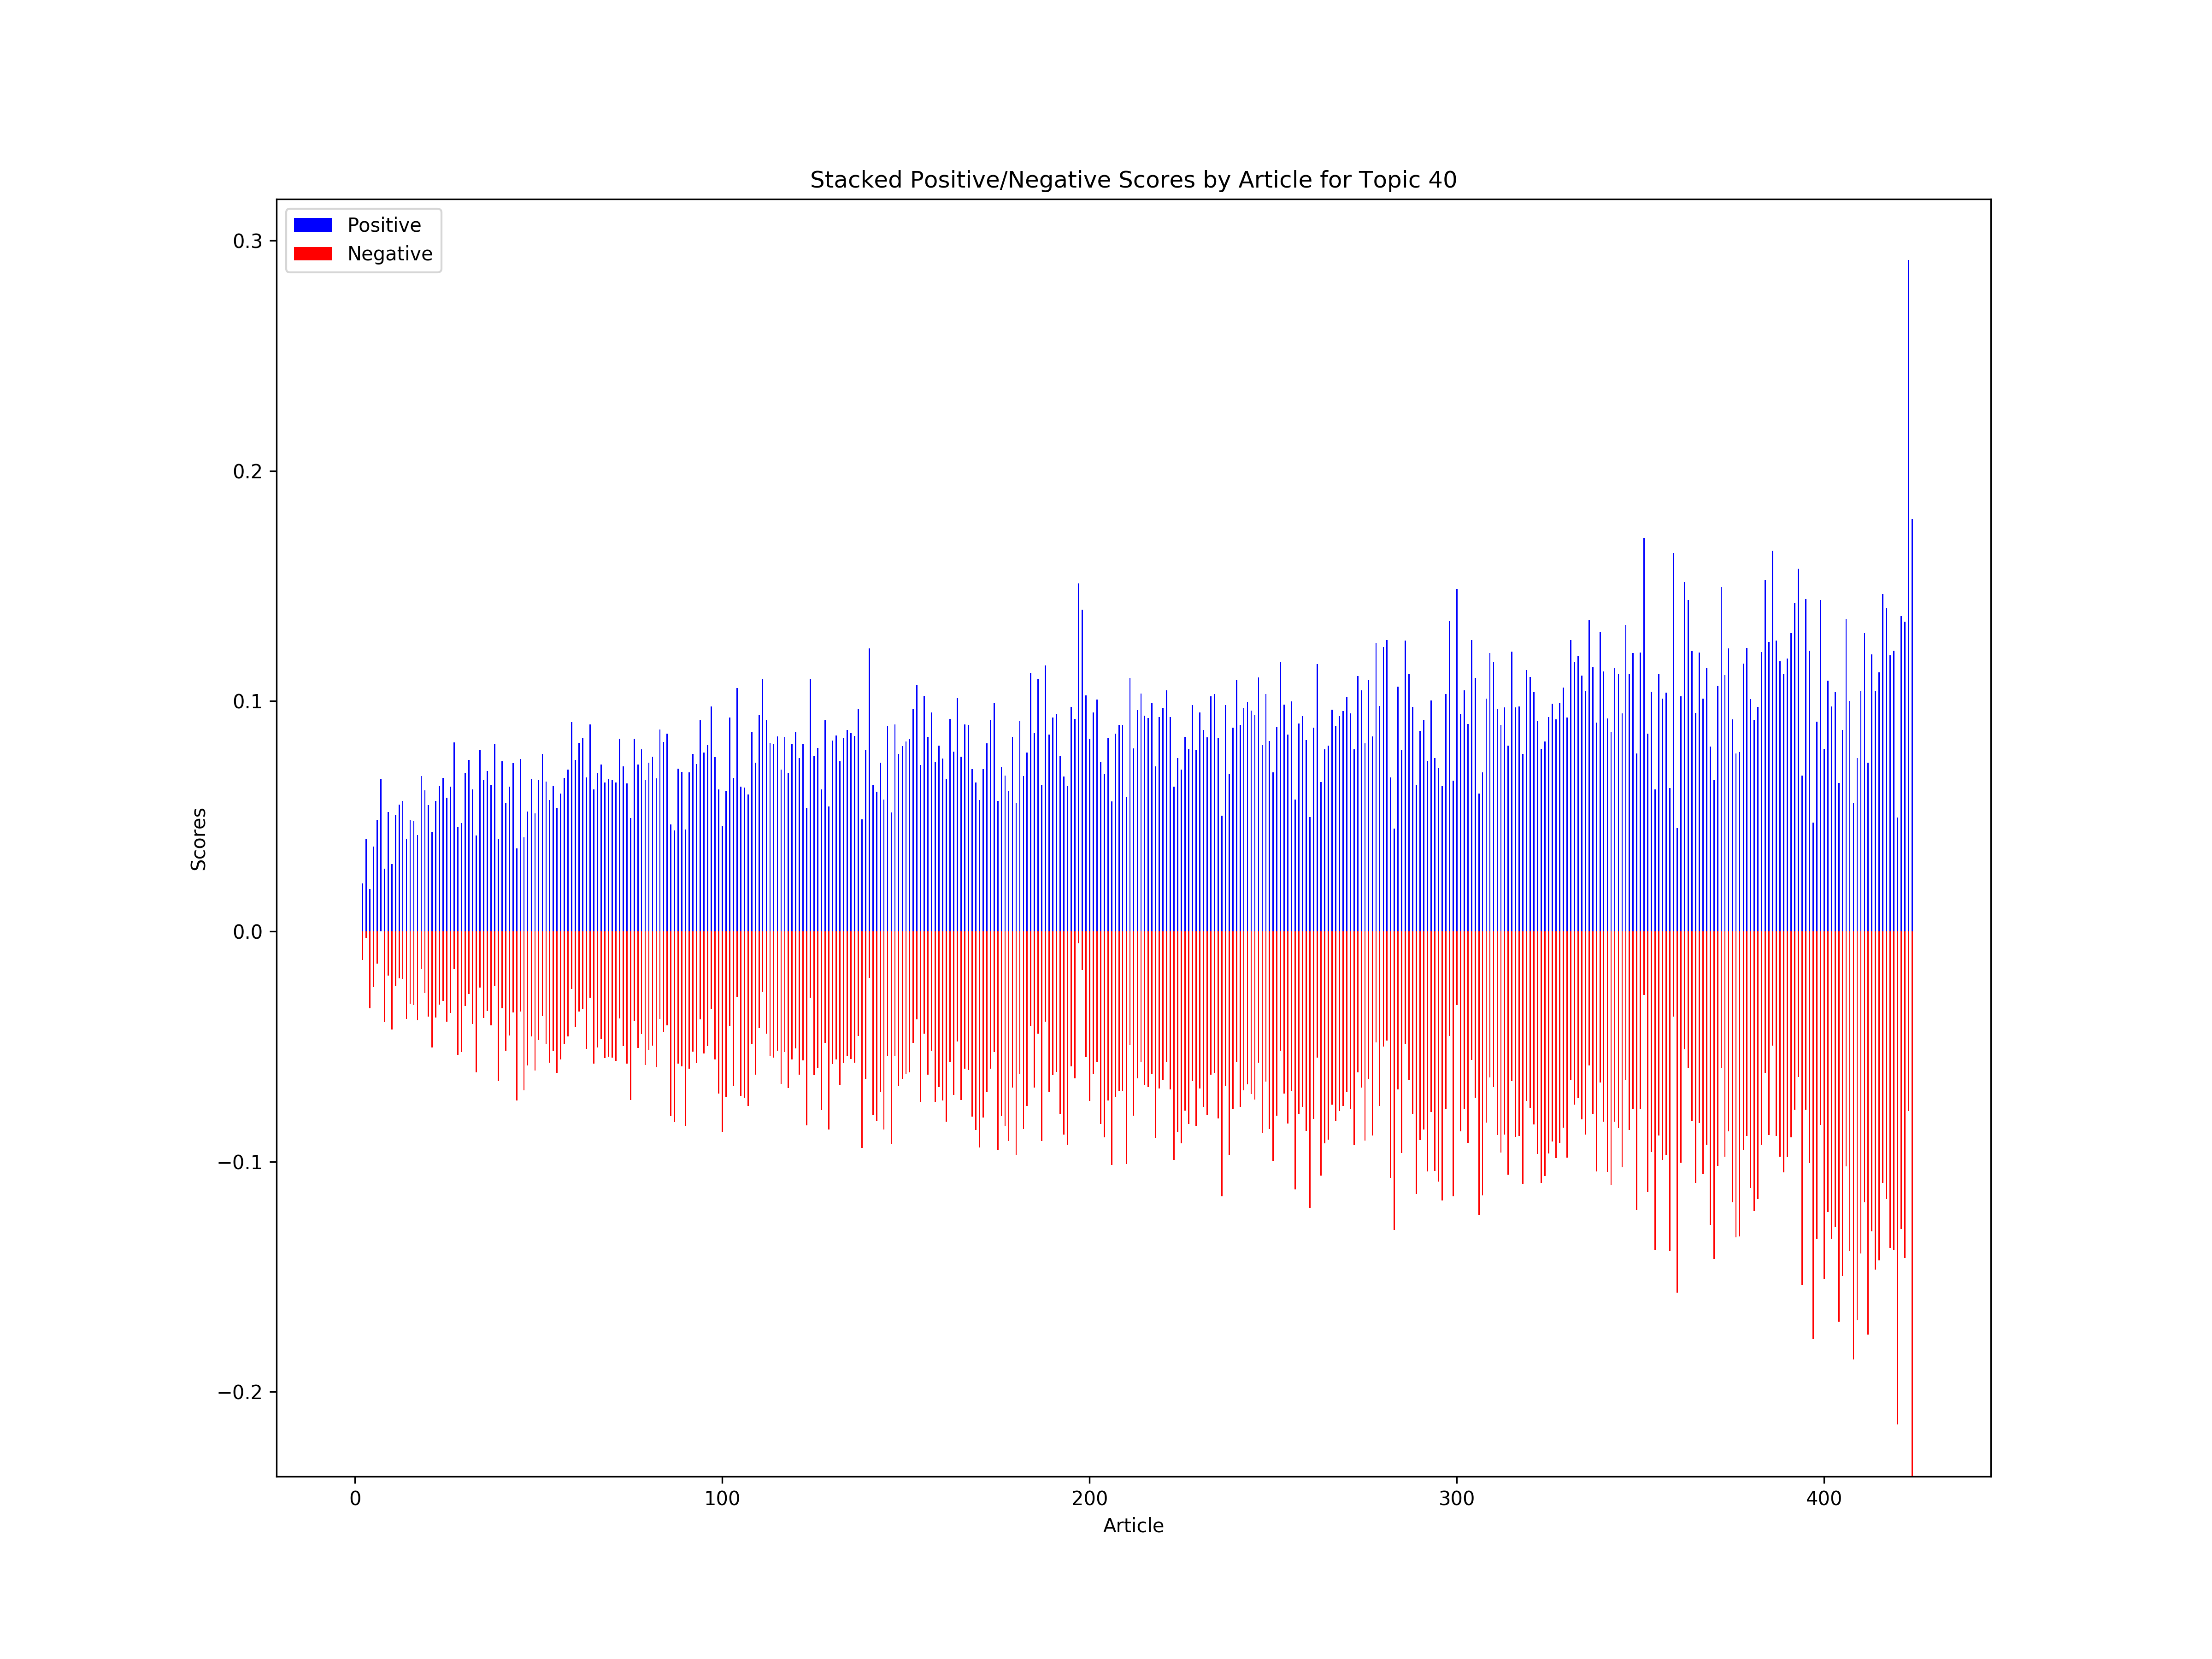 Stacked Positive/Negative Scores by Article for Topic 40
Positive
Negative
0.3
0.2
0.1
0.0
−0.1
−0.2
Scores
0 100 200 300 400
Article